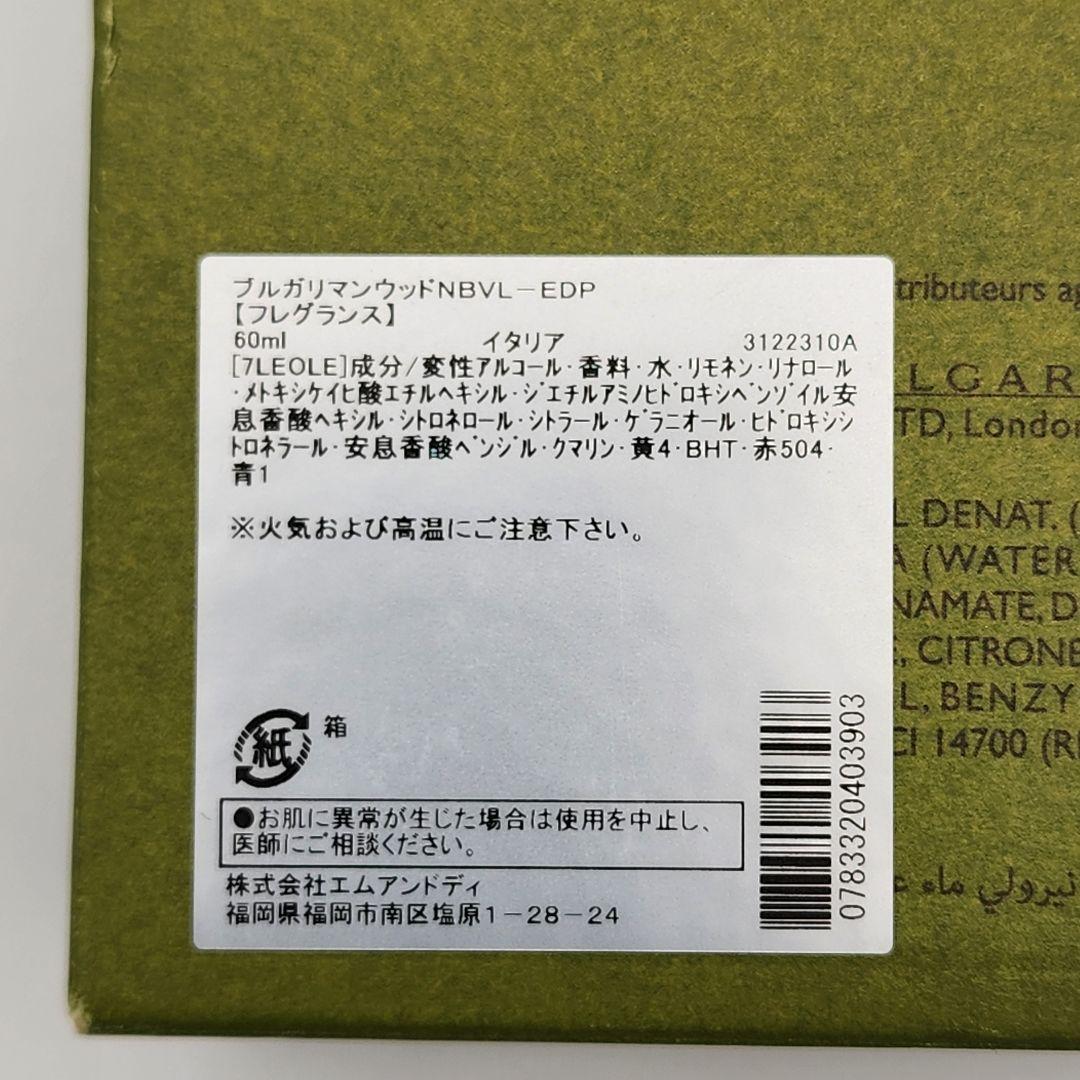 ブルガリマンウッドNBVL－EDP
【フレグランス】
60ml イタリア 3122310A
[7LEOLE]成分/変性アルコール・香料・水・リモネン・リナロール
・メトキシケイヒ酸エチルヘキシル・ジエチルアミノヒドロキシベンゾイル安
息香酸ヘキシル・シトロネロール・シトラール・ゲラニオール・ヒドロキシシ
トロネラール・安息香酸ベンジル・クマリン・黄4・BHT・赤504・
青1
※火気および高温にご注意下さい。
紙 箱
●お肌に異常が生じた場合は使用を中止し、
医師にご相談ください。
株式会社エムアンドディ
福岡県福岡市南区塩原1－28－24
0783320403903
tributeurs ap
LGAR
TD, London
L DENAT. (
A (WATER
NAMATE, D
E, CITRONE
L, BENZY
CI 14700 (R
نيرولي ماء